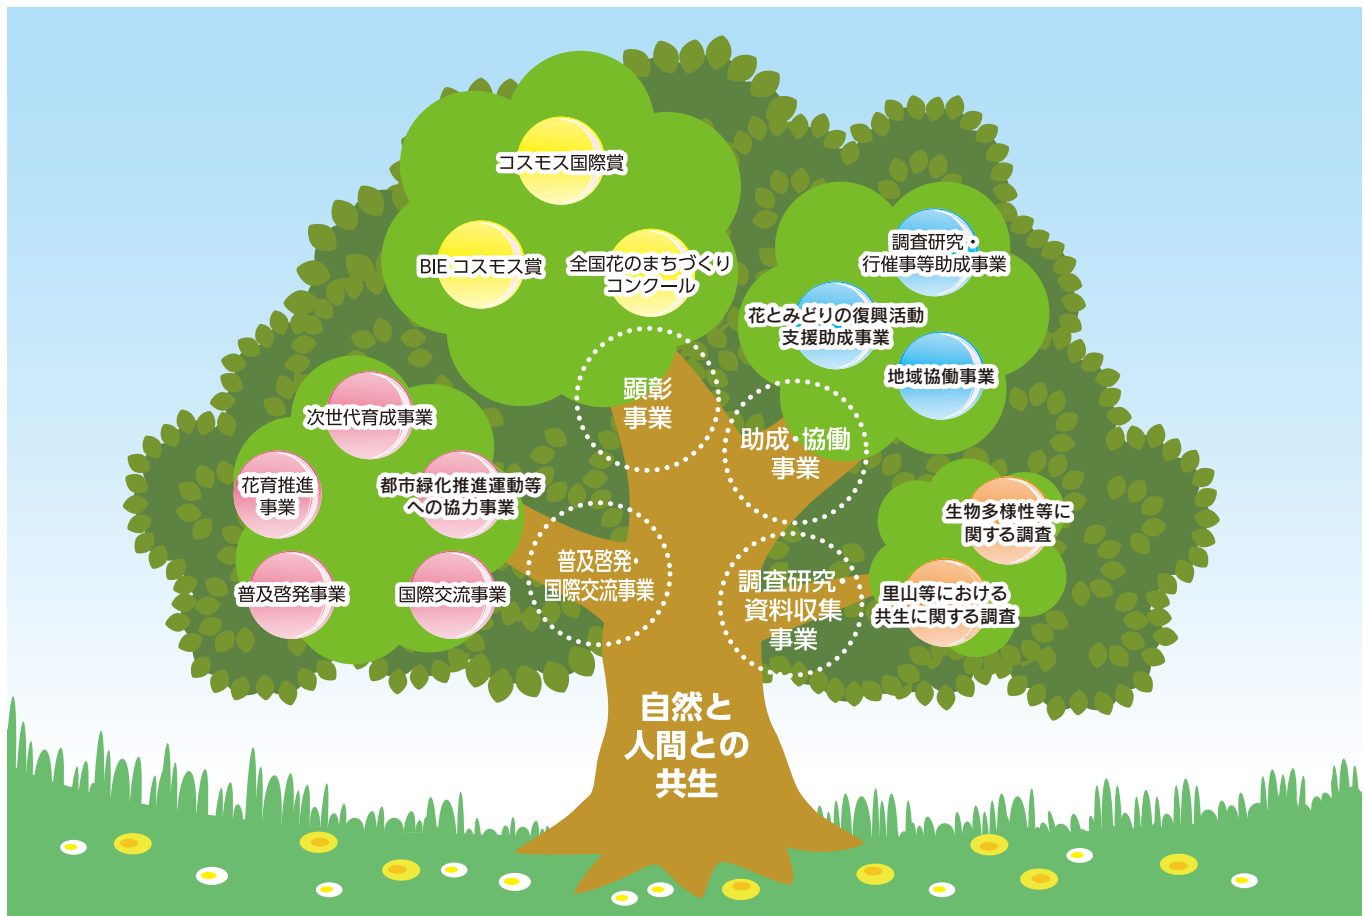 コスモス国際賞
BIE コスモス賞
全国花のまちづくり
コンクール
調査研究・
行催事等助成事業
花とみどりの復興活動
支援助成事業
地域協働事業
顕彰
事業
助成・協働
事業
次世代育成事業
花育推進
事業
都市緑化推進運動等
への協力事業
普及啓発事業
国際交流事業
普及啓発・
国際交流事業
調査研究・
資料収集
事業
生物多様性等に
関する調査
里山等における
共生に関する調査
自然と
人間との
共生